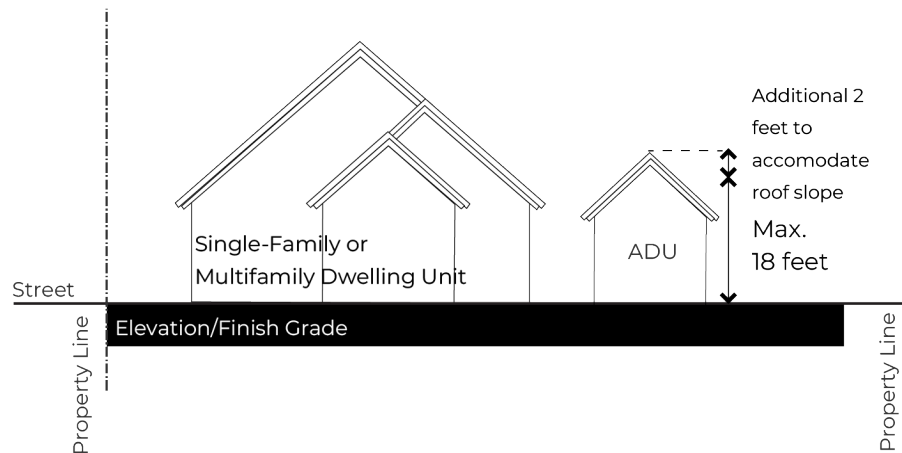 Additional 2
feet to
accomodate
roof slope
Max.
18 feet
Single-Family or
Multifamily Dwelling Unit
ADU
Street
Elevation/Finish Grade
Property Line
Property Line